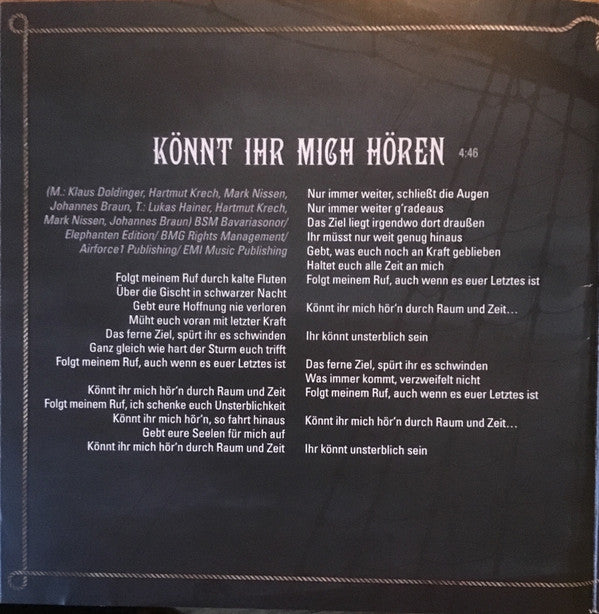 KÖNNT IHR MICH HÖREN 4:46
(M.: Klaus Doldinger, Hartmut Krech, Mark Nissen,
Johannes Braun, T.: Lukas Hainer, Hartmut Krech,
Mark Nissen, Johannes Braun) BSM Bavariasonor/
Elephanten Edition/ BMG Rights Management/
Airforce1 Publishing/ EMI Music Publishing
Folgt meinem Ruf durch kalte Fluten
Über die Gischt in schwarzer Nacht
Gebt eure Hoffnung nie verloren
Müht euch voran mit letzter Kraft
Das ferne Ziel, spürt ihr es schwinden
Ganz gleich wie hart der Sturm euch trifft
Folgt meinem Ruf, auch wenn es euer Letztes ist
Könnt ihr mich hör'n durch Raum und Zeit
Folgt meinem Ruf, ich schenke euch Unsterblichkeit
Könnt ihr mich hör'n, so fahrt hinaus
Gebt eure Seelen für mich auf
Könnt ihr mich hör'n durch Raum und Zeit
Nur immer weiter, schließt die Augen
Nur immer weiter g'radeaus
Das Ziel liegt irgendwo dort draußen
Ihr müsst nur weit genug hinaus
Gebt, was euch noch an Kraft geblieben
Haltet euch alle Zeit an mich
Folgt meinem Ruf, auch wenn es euer Letztes ist
Könnt ihr mich hör'n durch Raum und Zeit...
Ihr könnt unsterblich sein
Das ferne Ziel, spürt ihr es schwinden
Was immer kommt, verzweifelt nicht
Folgt meinem Ruf, auch wenn es euer Letztes ist
Könnt ihr mich hör'n durch Raum und Zeit...
Ihr könnt unsterblich sein